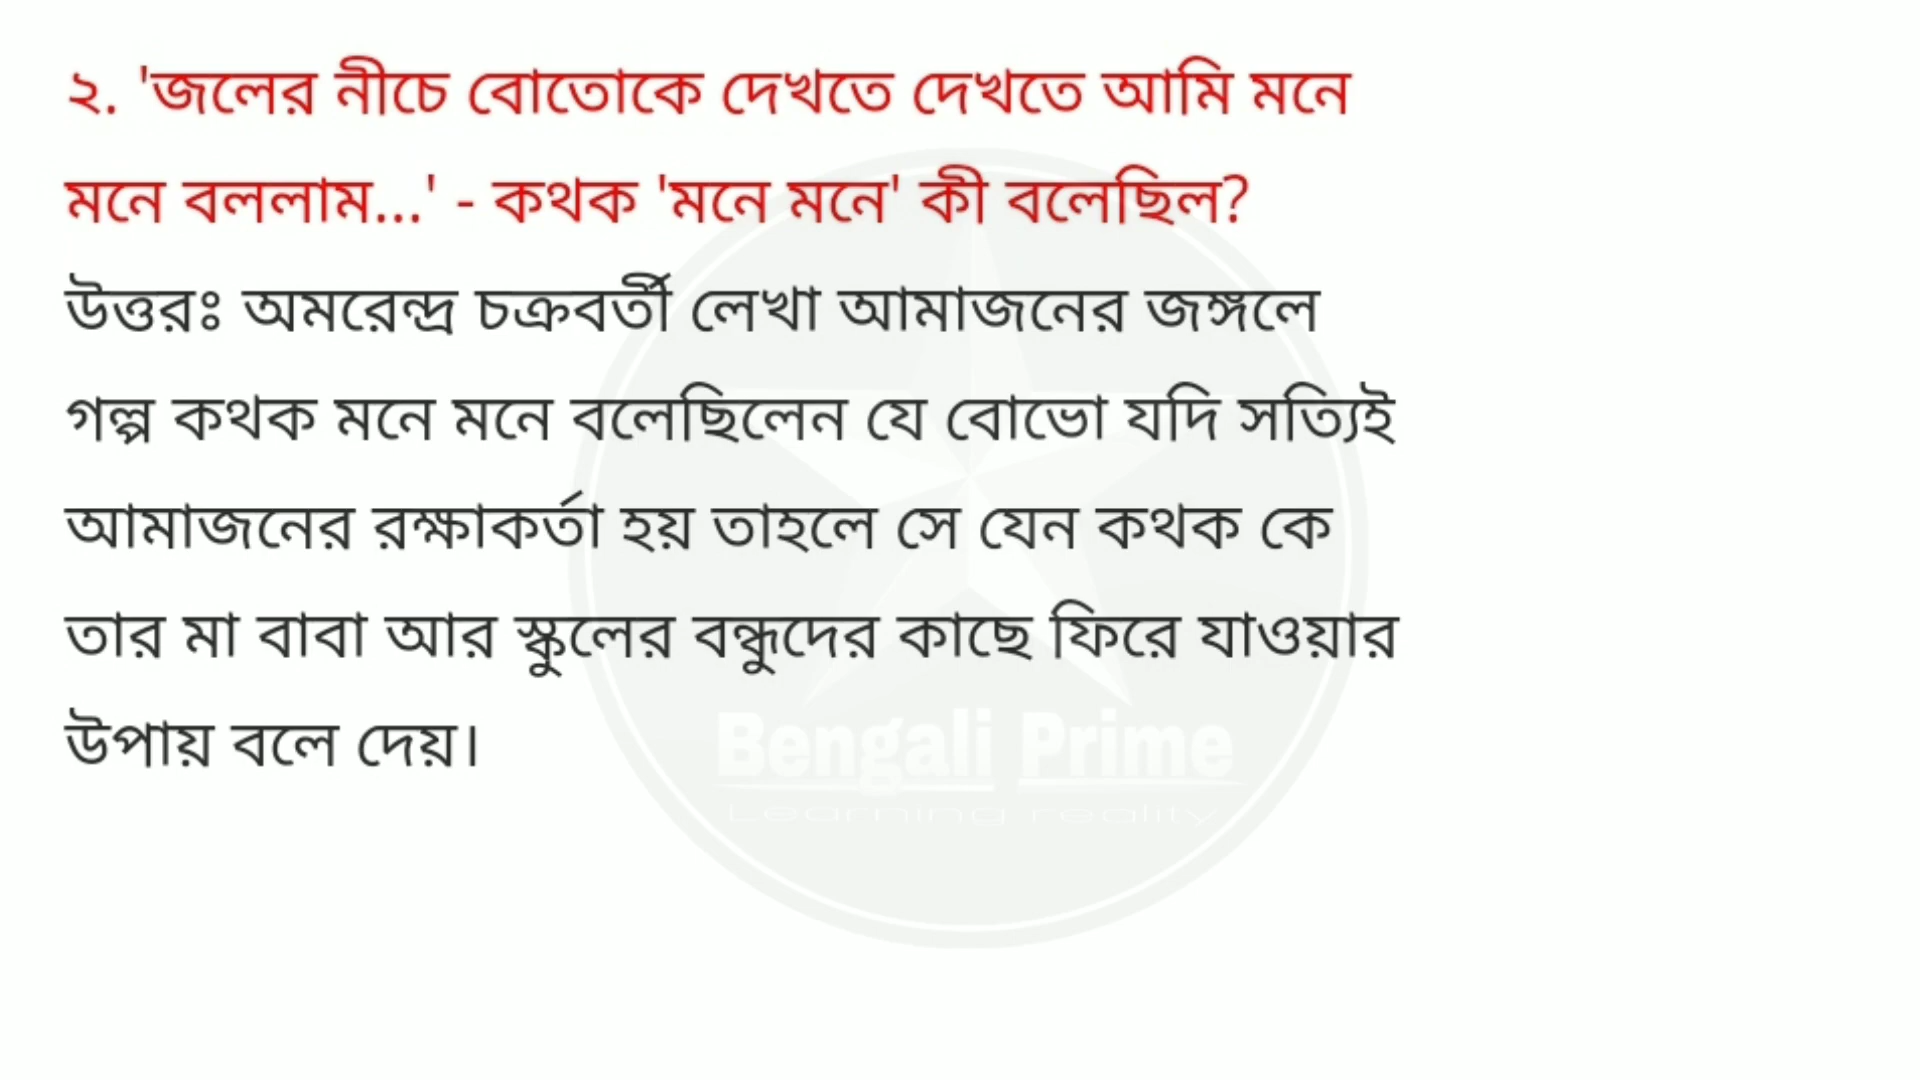 ২. 'জলের নীচে বোতোকে দেখতে দেখতে আমি মনে
মনে বললাম...' - কথক 'মনে মনে' কী বলেছিল?
উত্তরঃ অমরেন্দ্র চক্রবর্তী লেখা আমাজনের জঙ্গলে
গল্প কথক মনে মনে বলেছিলেন যে বোভো যদি সত্যিই
আমাজনের রক্ষাকর্তা হয় তাহলে সে যেন কথক কে
তার মা বাবা আর স্কুলের বন্ধুদের কাছে ফিরে যাওয়ার
উপায় বলে দেয়।
Bengali Prime
Learning reality